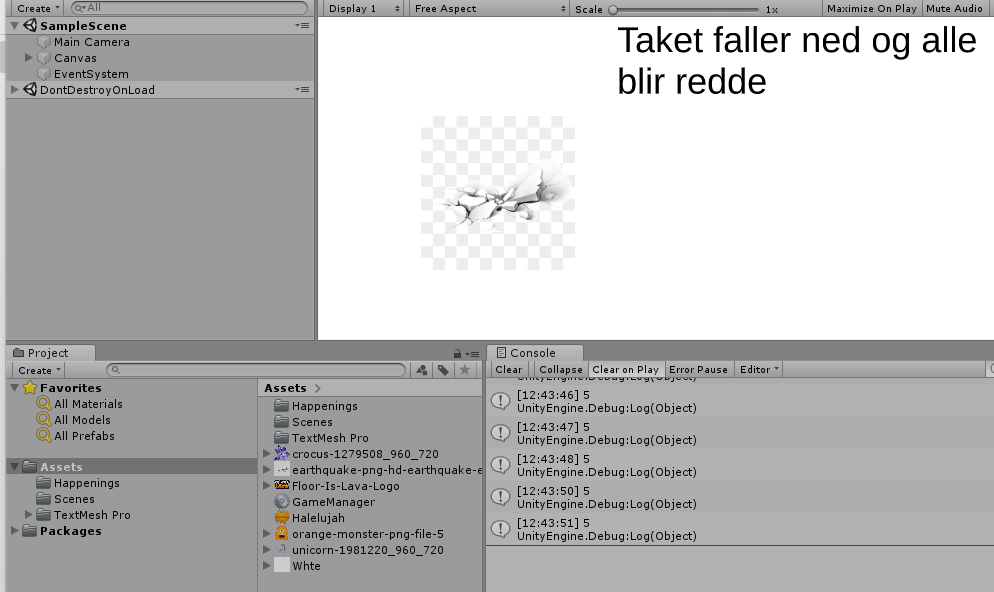 Create
All
Display 1
Free Aspect
Scale
1x
Maximize On Play
Mute Audio
SampleScene
Main Camera
Canvas
EventSystem
DontDestroyOnLoad
Taket faller ned og alle
blir redde
Project
Create
Favorites
All Materials
All Models
All Prefabs
Assets
Happenings
Scenes
TextMesh Pro
Packages
Assets
Happenings
Scenes
TextMesh Pro
crocus-1279508_960_720
earthquake-png-hd-earthquake-e
Floor-Is-Lava-Logo
GameManager
Halelujah
orange-monster-png-file-5
unicorn-1981220_960_720
Whte
Console
Clear
Collapse
Clear on Play
Error Pause
Editor
UnityEngine.Debug:Log(Object)
[12:43:46] 5
UnityEngine.Debug:Log(Object)
[12:43:47] 5
UnityEngine.Debug:Log(Object)
[12:43:48] 5
UnityEngine.Debug:Log(Object)
[12:43:50] 5
UnityEngine.Debug:Log(Object)
[12:43:51] 5
UnityEngine.Debug:Log(Object)